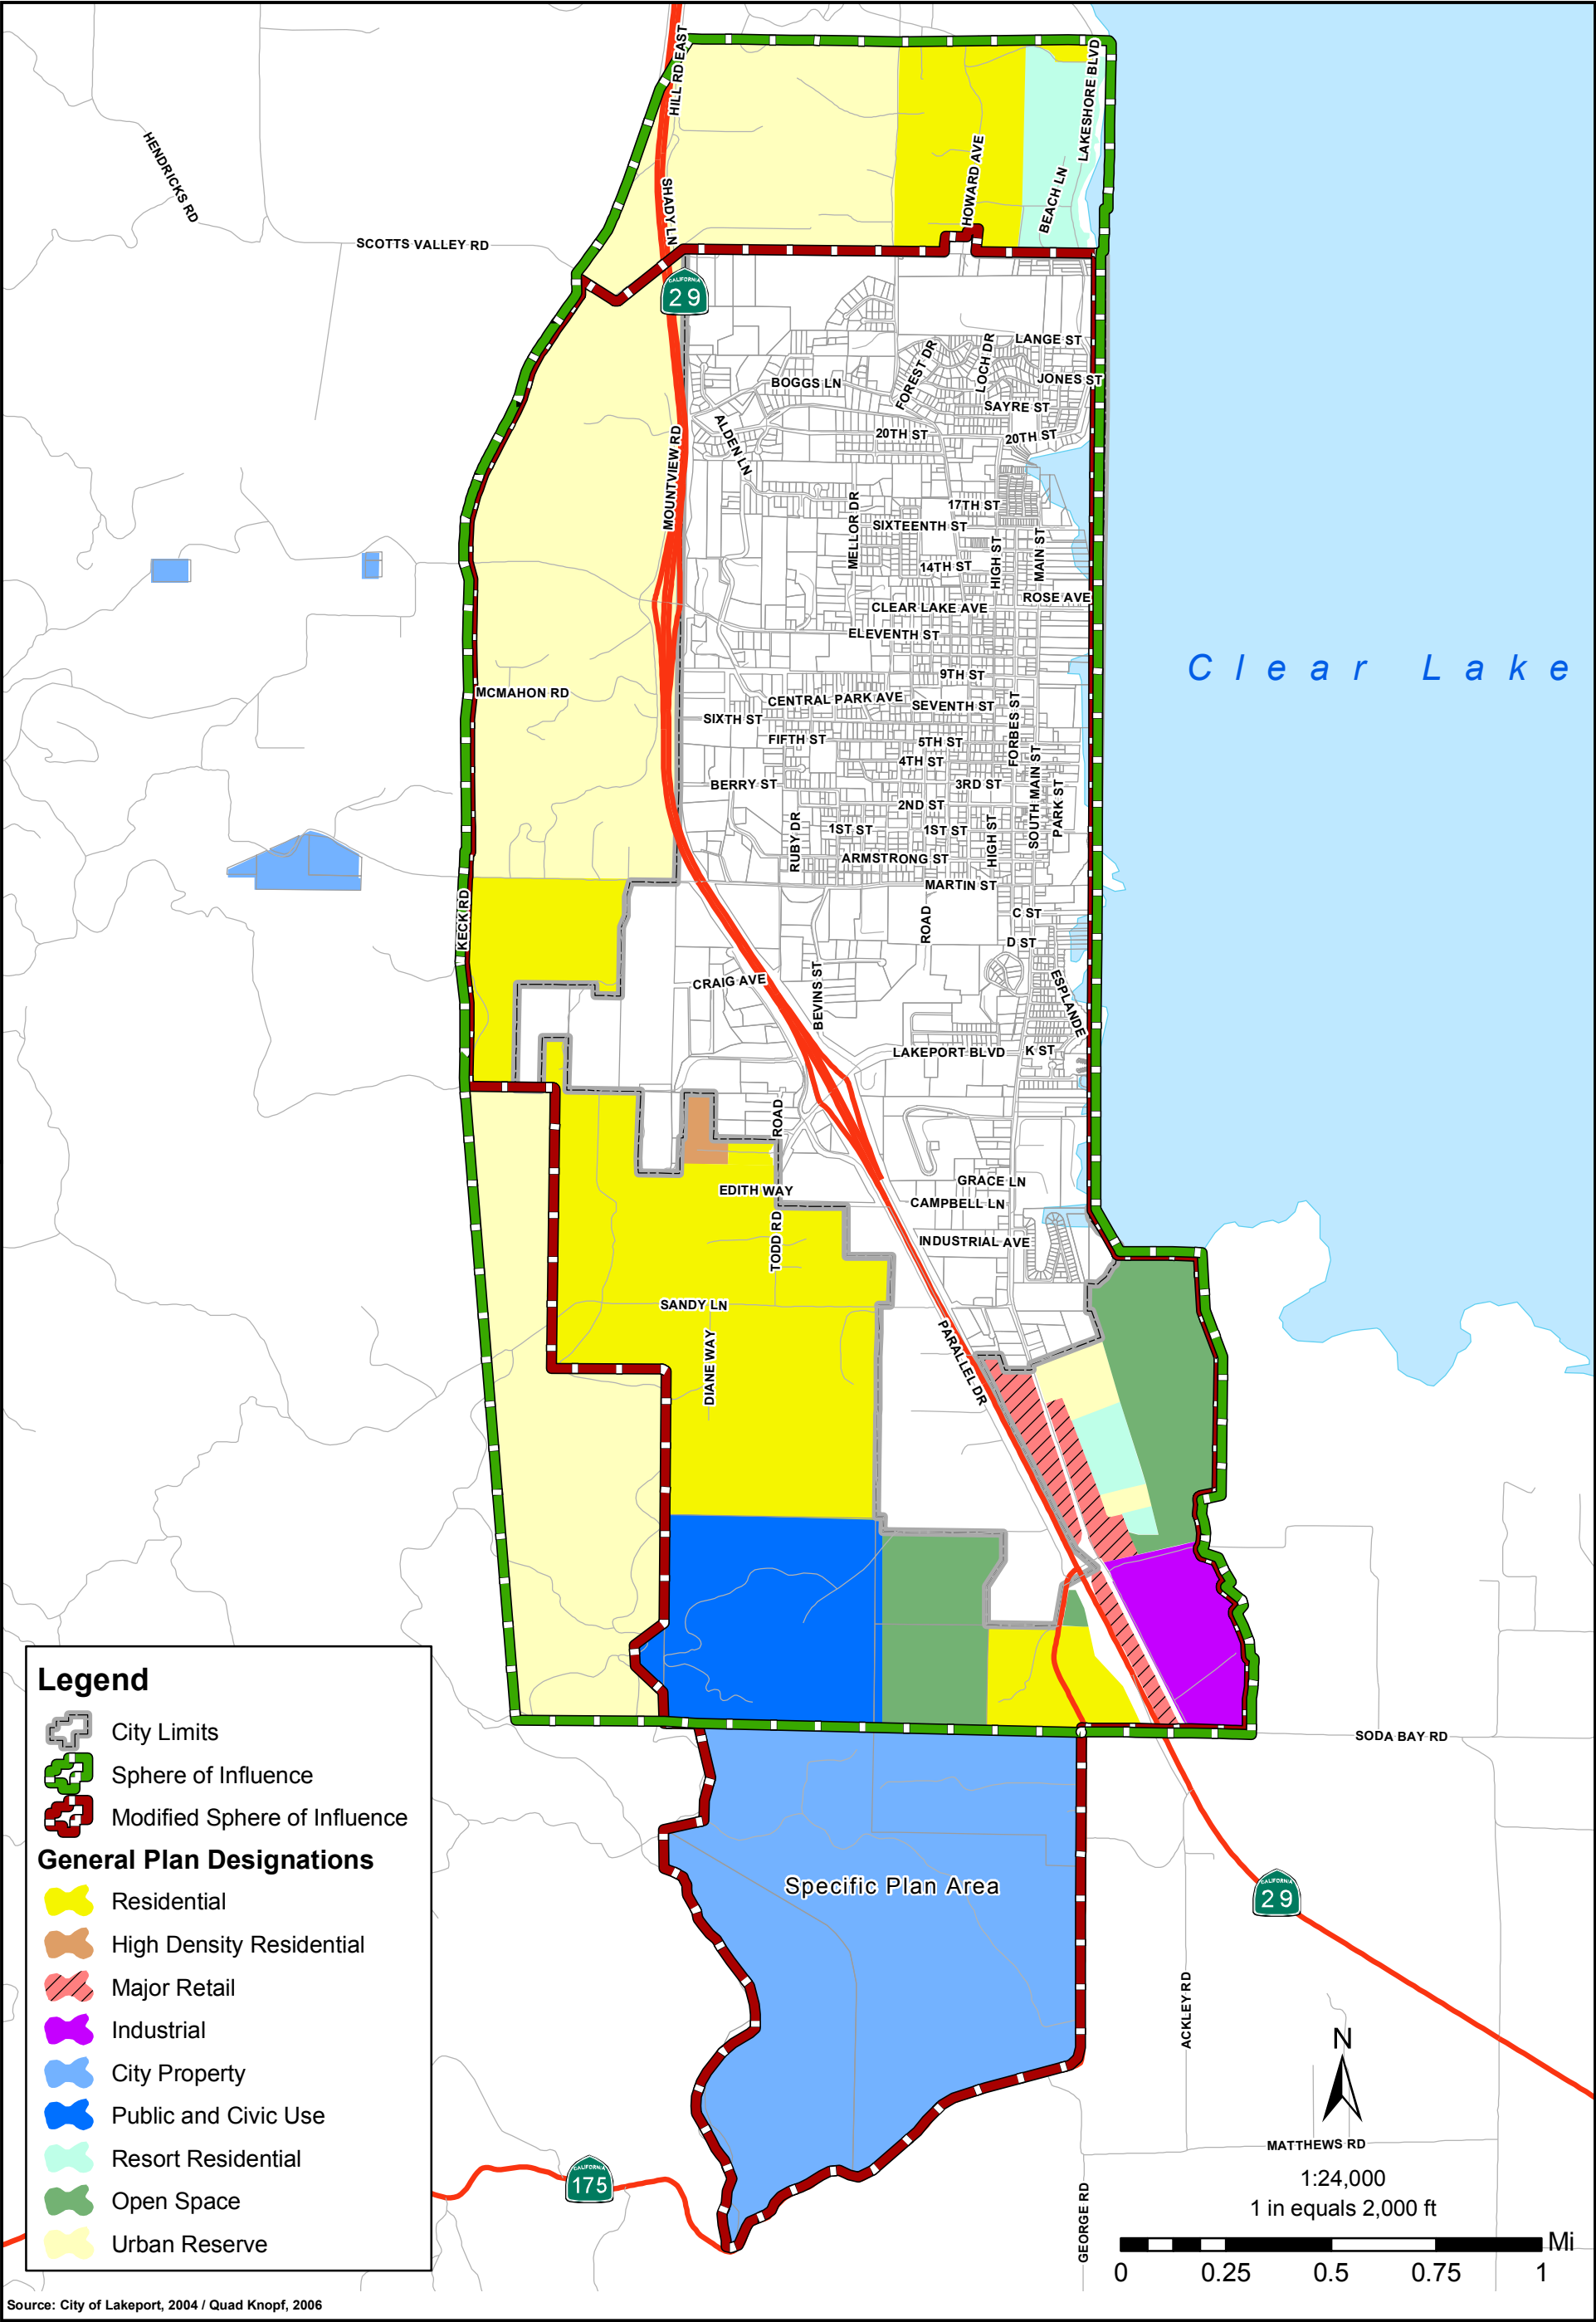 HILL RD EAST
LAKESHORE BLVD
HENDRICKS RD
SCOTTS VALLEY RD
SHADY LN
HOWARD AVE
BEACH LN
CALIFORNIA
29
LANGE ST
FOREST DR
LOCH DR
BOGGS LN
JONES ST
SAYRE ST
ALDEN LN
20TH ST
20TH ST
MOUNTVIEW RD
MELLOR DR
17TH ST
SIXTEENTH ST
HIGH ST
MAIN ST
14TH ST
ROSE AVE
CLEAR LAKE AVE
ELEVENTH ST
Clear Lake
9TH ST
MCMAHON RD
CENTRAL PARK AVE
SEVENTH ST
SIXTH ST
FORBES ST
FIFTH ST
5TH ST
4TH ST
BERRY ST
3RD ST
SOUTH MAIN ST
PARK ST
2ND ST
RUBY DR
1ST ST
1ST ST
HIGH ST
ARMSTRONG ST
MARTIN ST
KECK RD
ROAD
C ST
D ST
CRAIG AVE
BEVINS ST
ESPLANDE
LAKEPORT BLVD
K ST
ROAD
EDITH WAY
GRACE LN
CAMPBELL LN
TODD RD
INDUSTRIAL AVE
SANDY LN
DIANE WAY
PARALLEL DR
SODA BAY RD
Specific Plan Area
CALIFORNIA
29
ACKLEY RD
CALIFORNIA
175
GEORGE RD
MATTHEWS RD
Legend
City Limits
Sphere of Influence
Modified Sphere of Influence
General Plan Designations
Residential
High Density Residential
Major Retail
Industrial
City Property
Public and Civic Use
Resort Residential
Open Space
Urban Reserve
N
1:24,000
1 in equals 2,000 ft
Mi
0 0.25 0.5 0.75 1
Source: City of Lakeport, 2004 / Quad Knopf, 2006